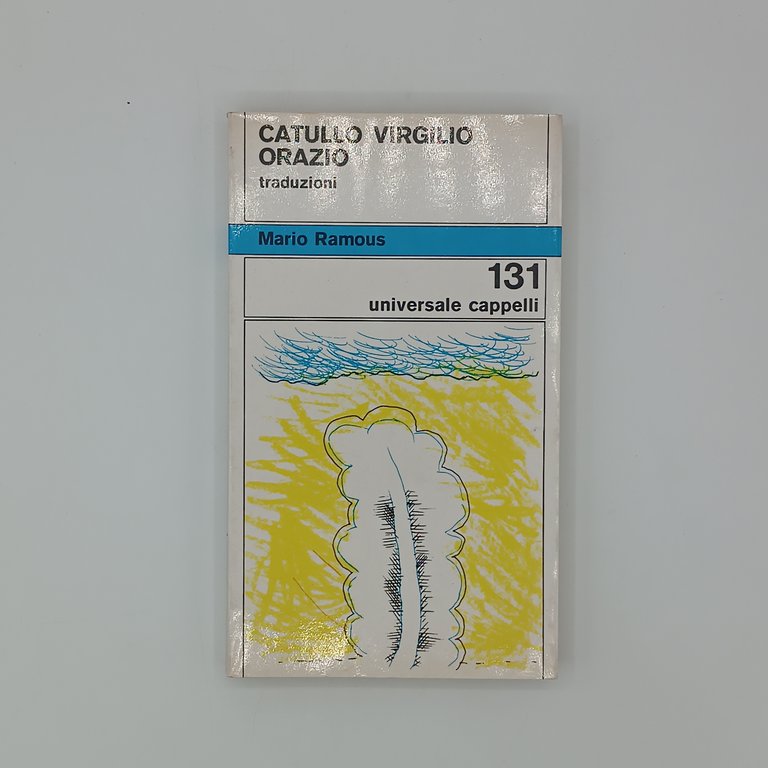 CATULLO VIRGILIO
ORAZIO
traduzioni
Mario Ramous
131
universale cappelli